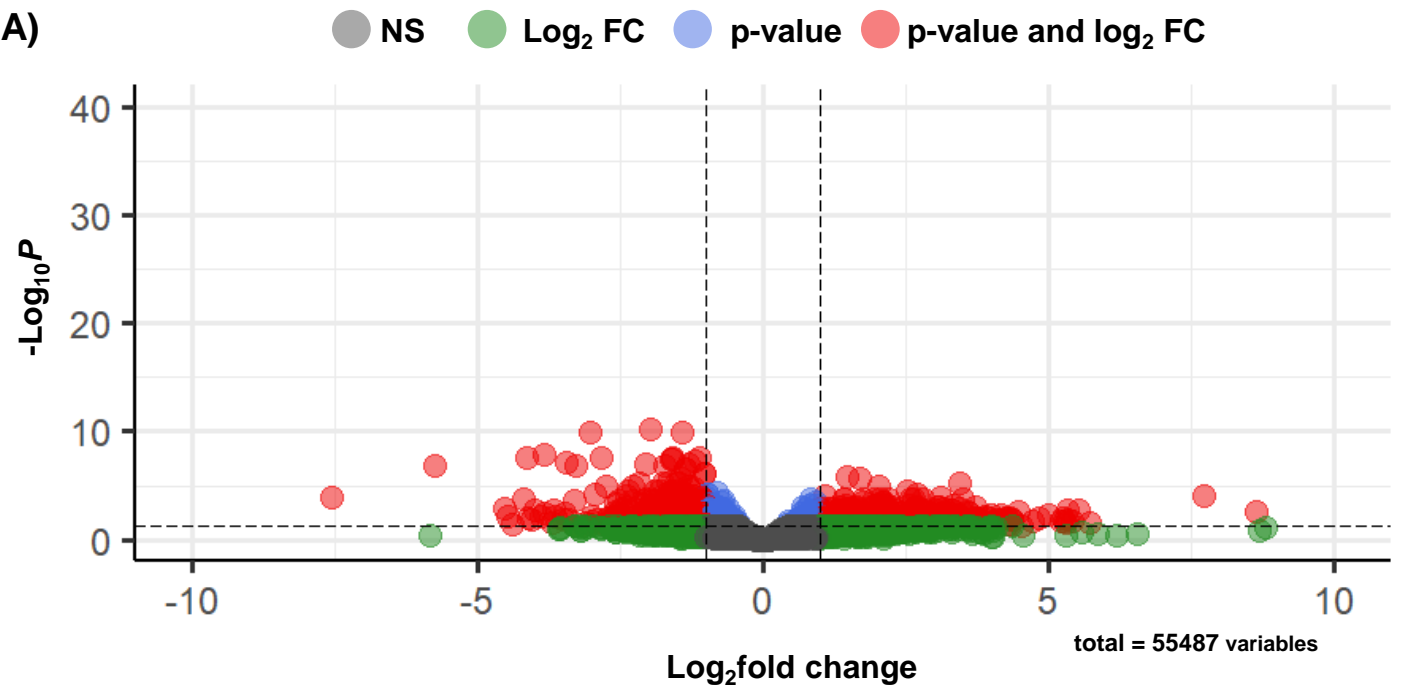 A) NS Log2 FC p-value p-value and log2 FC
40
30
20
10
0
-Log10P
-10 -5 0 5 10
total = 55487 variables
Log2fold change